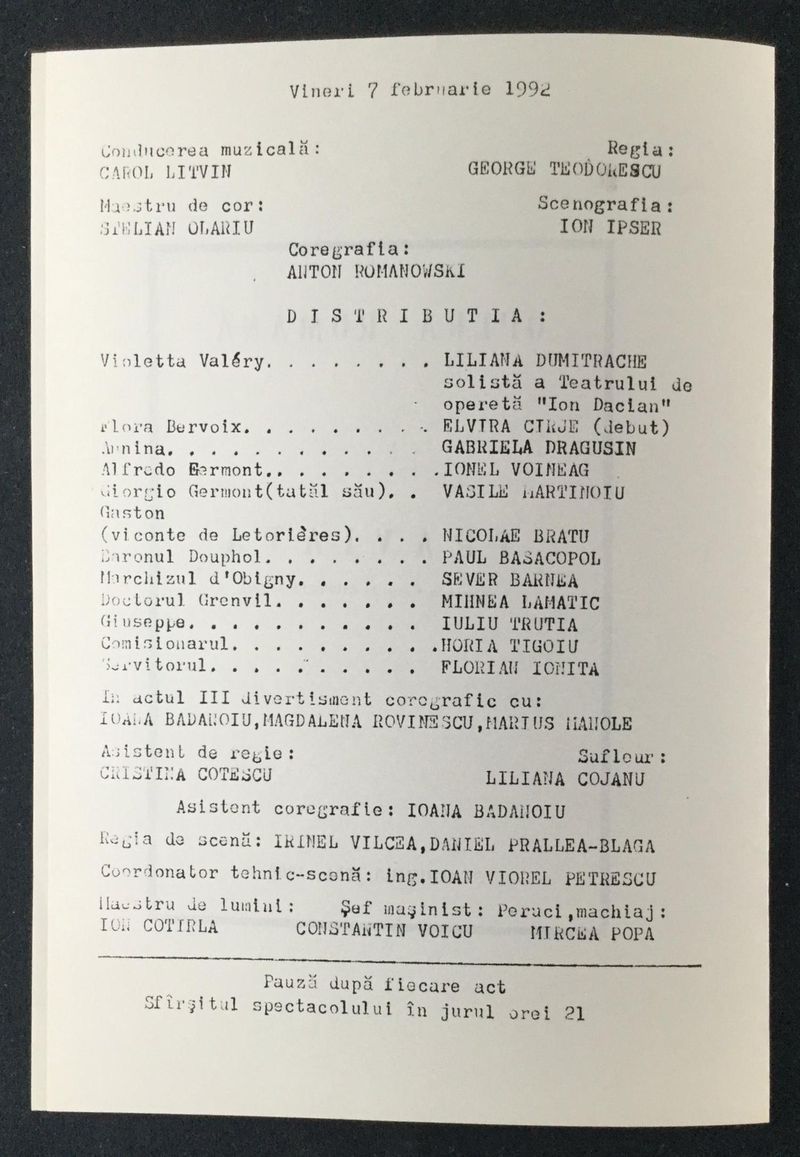 Vineri 7 februarie 1992
Conducerea muzicală: Regia:
CAROL LITVIN GEORGE TEODORESCU
Maestru de cor: Scenografia:
STELIAN OLARIU ION IPSER
Coregrafia:
ANTON ROMANOWSKI
D I S T R I B U T I A :
Violetta Valéry. . . . . . . . LILIANA DUMITRACHE
solistă a Teatrului de
operetă "Ion Dacian"
Flora Bervoix. . . . . . . . . . ELVIRA CIRJE (debut)
Annina. . . . . . . . . . . . GABRIELA DRAGUSIN
Alfredo Germont.. . . . . . . .IONEL VOINEAG
Giorgio Germont(tatăl său). . VASILE MARTINOIU
Gaston
(viconte de Letorières). . . . NICOLAE BRATU
Baronul Douphol. . . . . . . . PAUL BASACOPOL
Marchizul d'Obigny. . . . . . SEVER BARNEA
Doctorul Grenvil. . . . . . . MIHNEA LAMATIC
Giuseppe. . . . . . . . . . . IULIU TRUTIA
Comisionarul. . . . . . . . . .HORIA TIGOIU
Servitorul. . . . . . . . . . FLORIAN IONITA
In actul III divertisment coregrafic cu:
IOANA BADANOIU,MAGDALENA ROVINESCU,MARIUS MANOLE
Asistent de regie: Sufleur:
CRISTINA COTESCU LILIANA COJANU
Asistent coregrafie: IOANA BADANOIU
Regia de scenă: IRINEL VILCEA,DANIEL PRALLEA-BLAGA
Coordonator tehnic-scenă: ing.IOAN VIOREL PETRESCU
Maestru de lumini: Şef maşinist: Peruci,machiaj:
ION COTIRLA CONSTANTIN VOICU MIRCEA POPA
Pauză după fiecare act
Sfîrşitul spectacolului în jurul orei 21